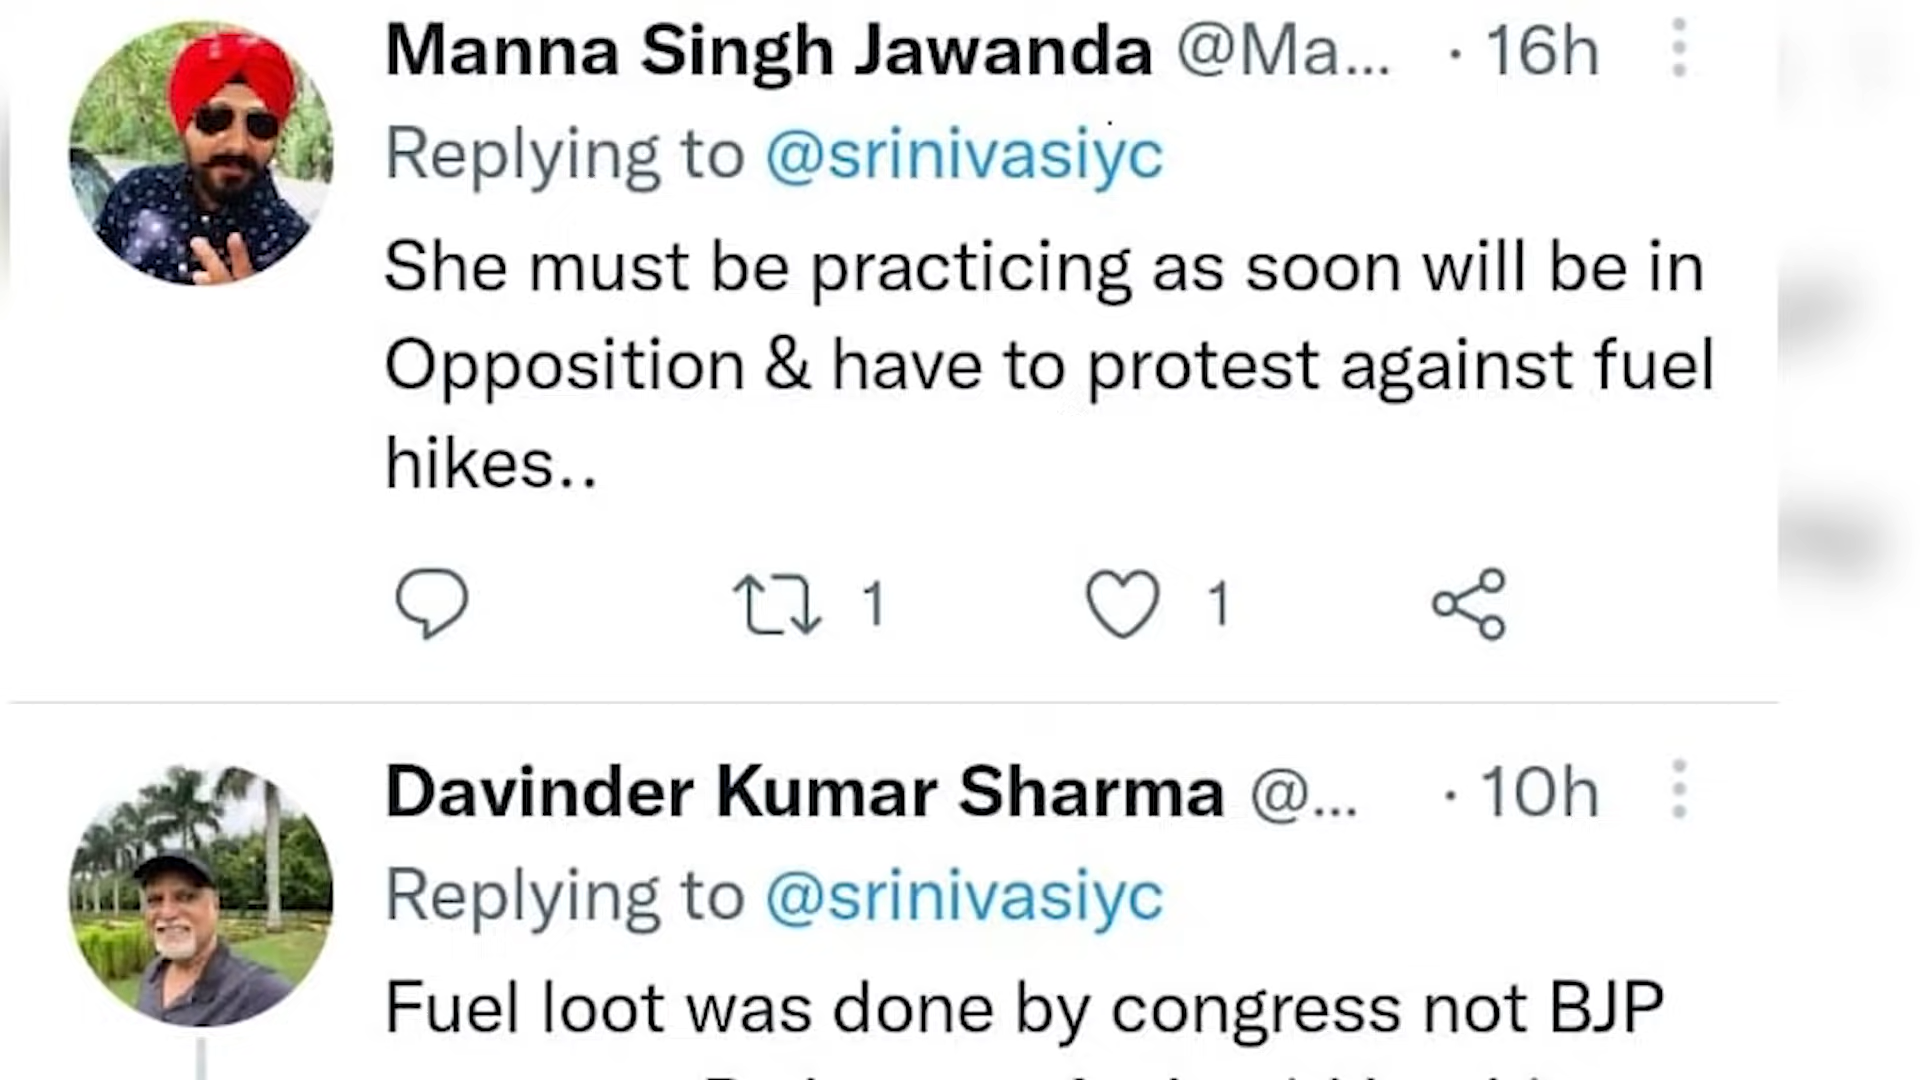 Manna Singh Jawanda @Ma... · 16h
Replying to @srinivasiyc
She must be practicing as soon will be in
Opposition & have to protest against fuel
hikes..
1 1
Davinder Kumar Sharma @... · 10h
Replying to @srinivasiyc
Fuel loot was done by congress not BJP